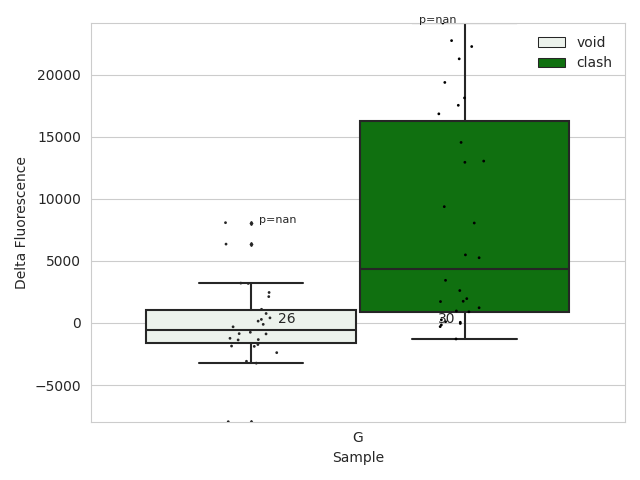 p=nan
void
clash
20000
15000
10000
5000
0
−5000
p=nan
26
30
Delta Fluorescence
G
Sample